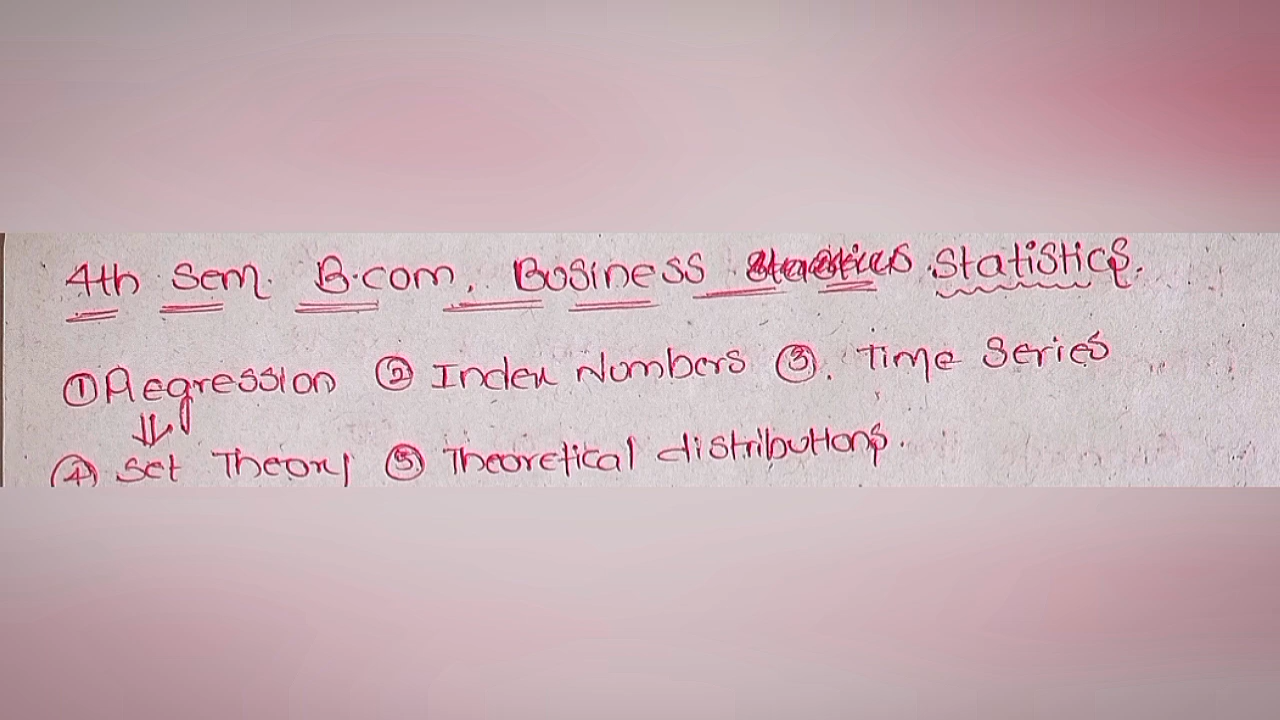 4th Sem. B.com. Business Statistics.
① Regression ② Index Numbers ③. Time Series
④ Set Theory ⑤ Theoretical distributions.